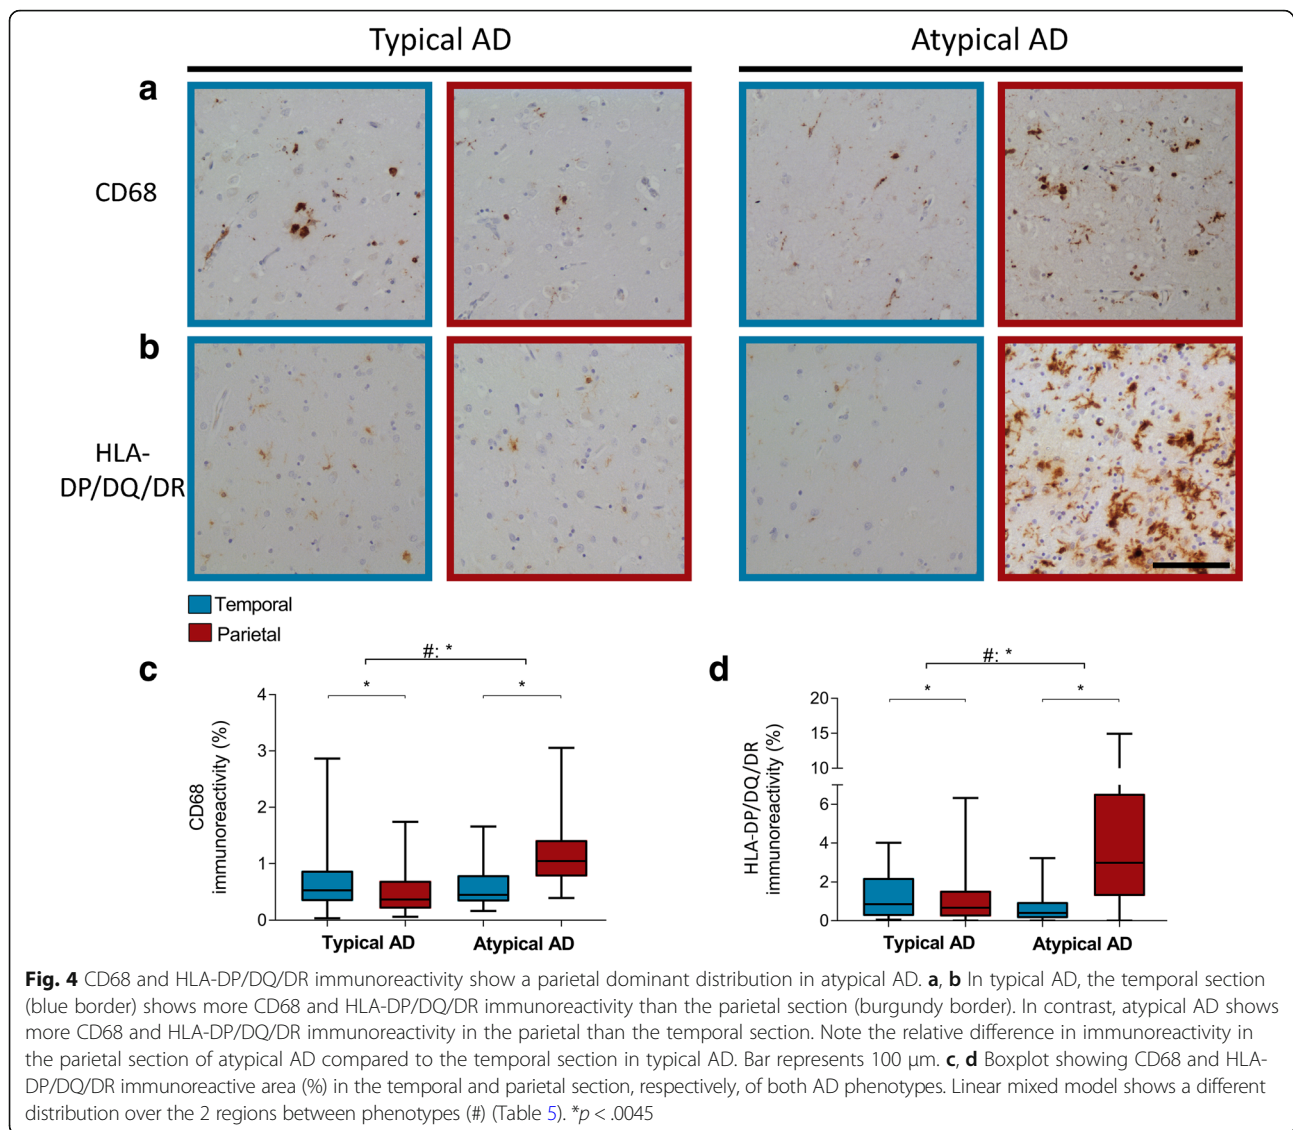 Typical AD
Atypical AD
a
CD68
b
HLA-
DP/DQ/DR
Temporal
Parietal
c
#: *
*
*
4
3
2
1
0
CD68
immunoreactivity (%)
Typical AD
Atypical AD
d
#: *
*
*
20
15
10
6
4
2
0
HLA-DP/DQ/DR
immunoreactivity (%)
Typical AD
Atypical AD
Fig. 4 CD68 and HLA-DP/DQ/DR immunoreactivity show a parietal dominant distribution in atypical AD. a, b In typical AD, the temporal section
(blue border) shows more CD68 and HLA-DP/DQ/DR immunoreactivity than the parietal section (burgundy border). In contrast, atypical AD shows
more CD68 and HLA-DP/DQ/DR immunoreactivity in the parietal than the temporal section. Note the relative difference in immunoreactivity in
the parietal section of atypical AD compared to the temporal section in typical AD. Bar represents 100 μm. c, d Boxplot showing CD68 and HLA-
DP/DQ/DR immunoreactive area (%) in the temporal and parietal section, respectively, of both AD phenotypes. Linear mixed model shows a different
distribution over the 2 regions between phenotypes (#) (Table 5). *p < .0045